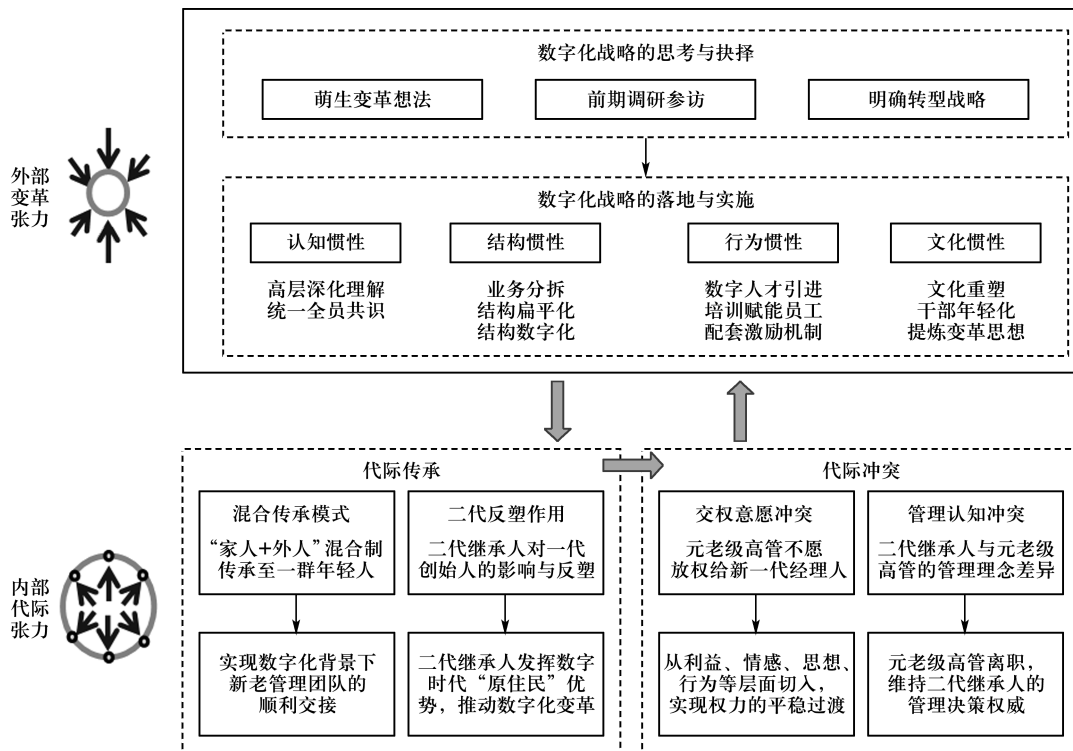 数字化战略的思考与抉择
萌生变革想法
前期调研参访
明确转型战略
外部
变革
张力
数字化战略的落地与实施
认知惯性
结构惯性
行为惯性
文化惯性
高层深化理解
统一全员共识
业务分拆
结构扁平化
结构数字化
数字人才引进
培训赋能员工
配套激励机制
文化重塑
干部年轻化
提炼变革思想
内部
代际
张力
代际传承
混合传承模式
“家人+外人”混合制
传承至一群年轻人
二代反塑作用
二代继承人对一代
创始人的影响与反塑
实现数字化背景下
新老管理团队的
顺利交接
二代继承人发挥数字
时代“原住民”优
势，推动数字化变革
代际冲突
交权意愿冲突
元老级高管不愿
放权给新一代经理人
管理认知冲突
二代继承人与元老级
高管的管理理念差异
从利益、情感、思想、
行为等层面切入，
实现权力的平稳过渡
元老级高管离职，
维持二代继承人的
管理决策权威